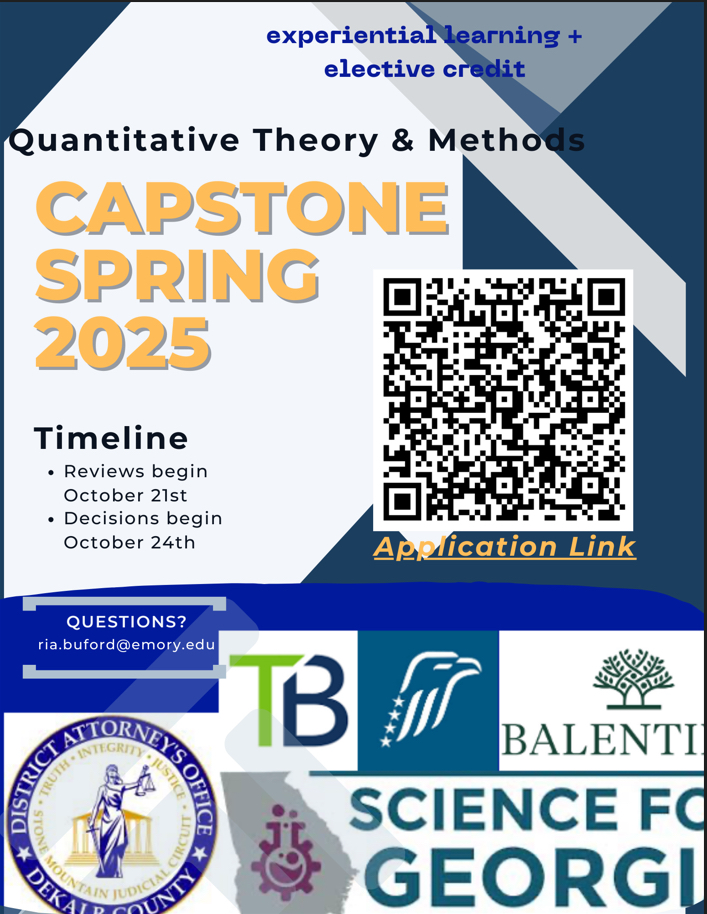 experiential learning +
elective credit
Quantitative Theory & Methods
CAPSTONE
SPRING
2025
Timeline
• Reviews begin
October 21st
• Decisions begin
October 24th
Application Link
QUESTIONS?
ria.buford@emory.edu
TB
BALENTI
DISTRICT ATTORNEY'S OFFICE
TRUTH · INTEGRITY · JUSTICE
STONE MOUNTAIN JUDICIAL CIRCUIT
DEKALB COUNTY
SCIENCE FO
GEORGI